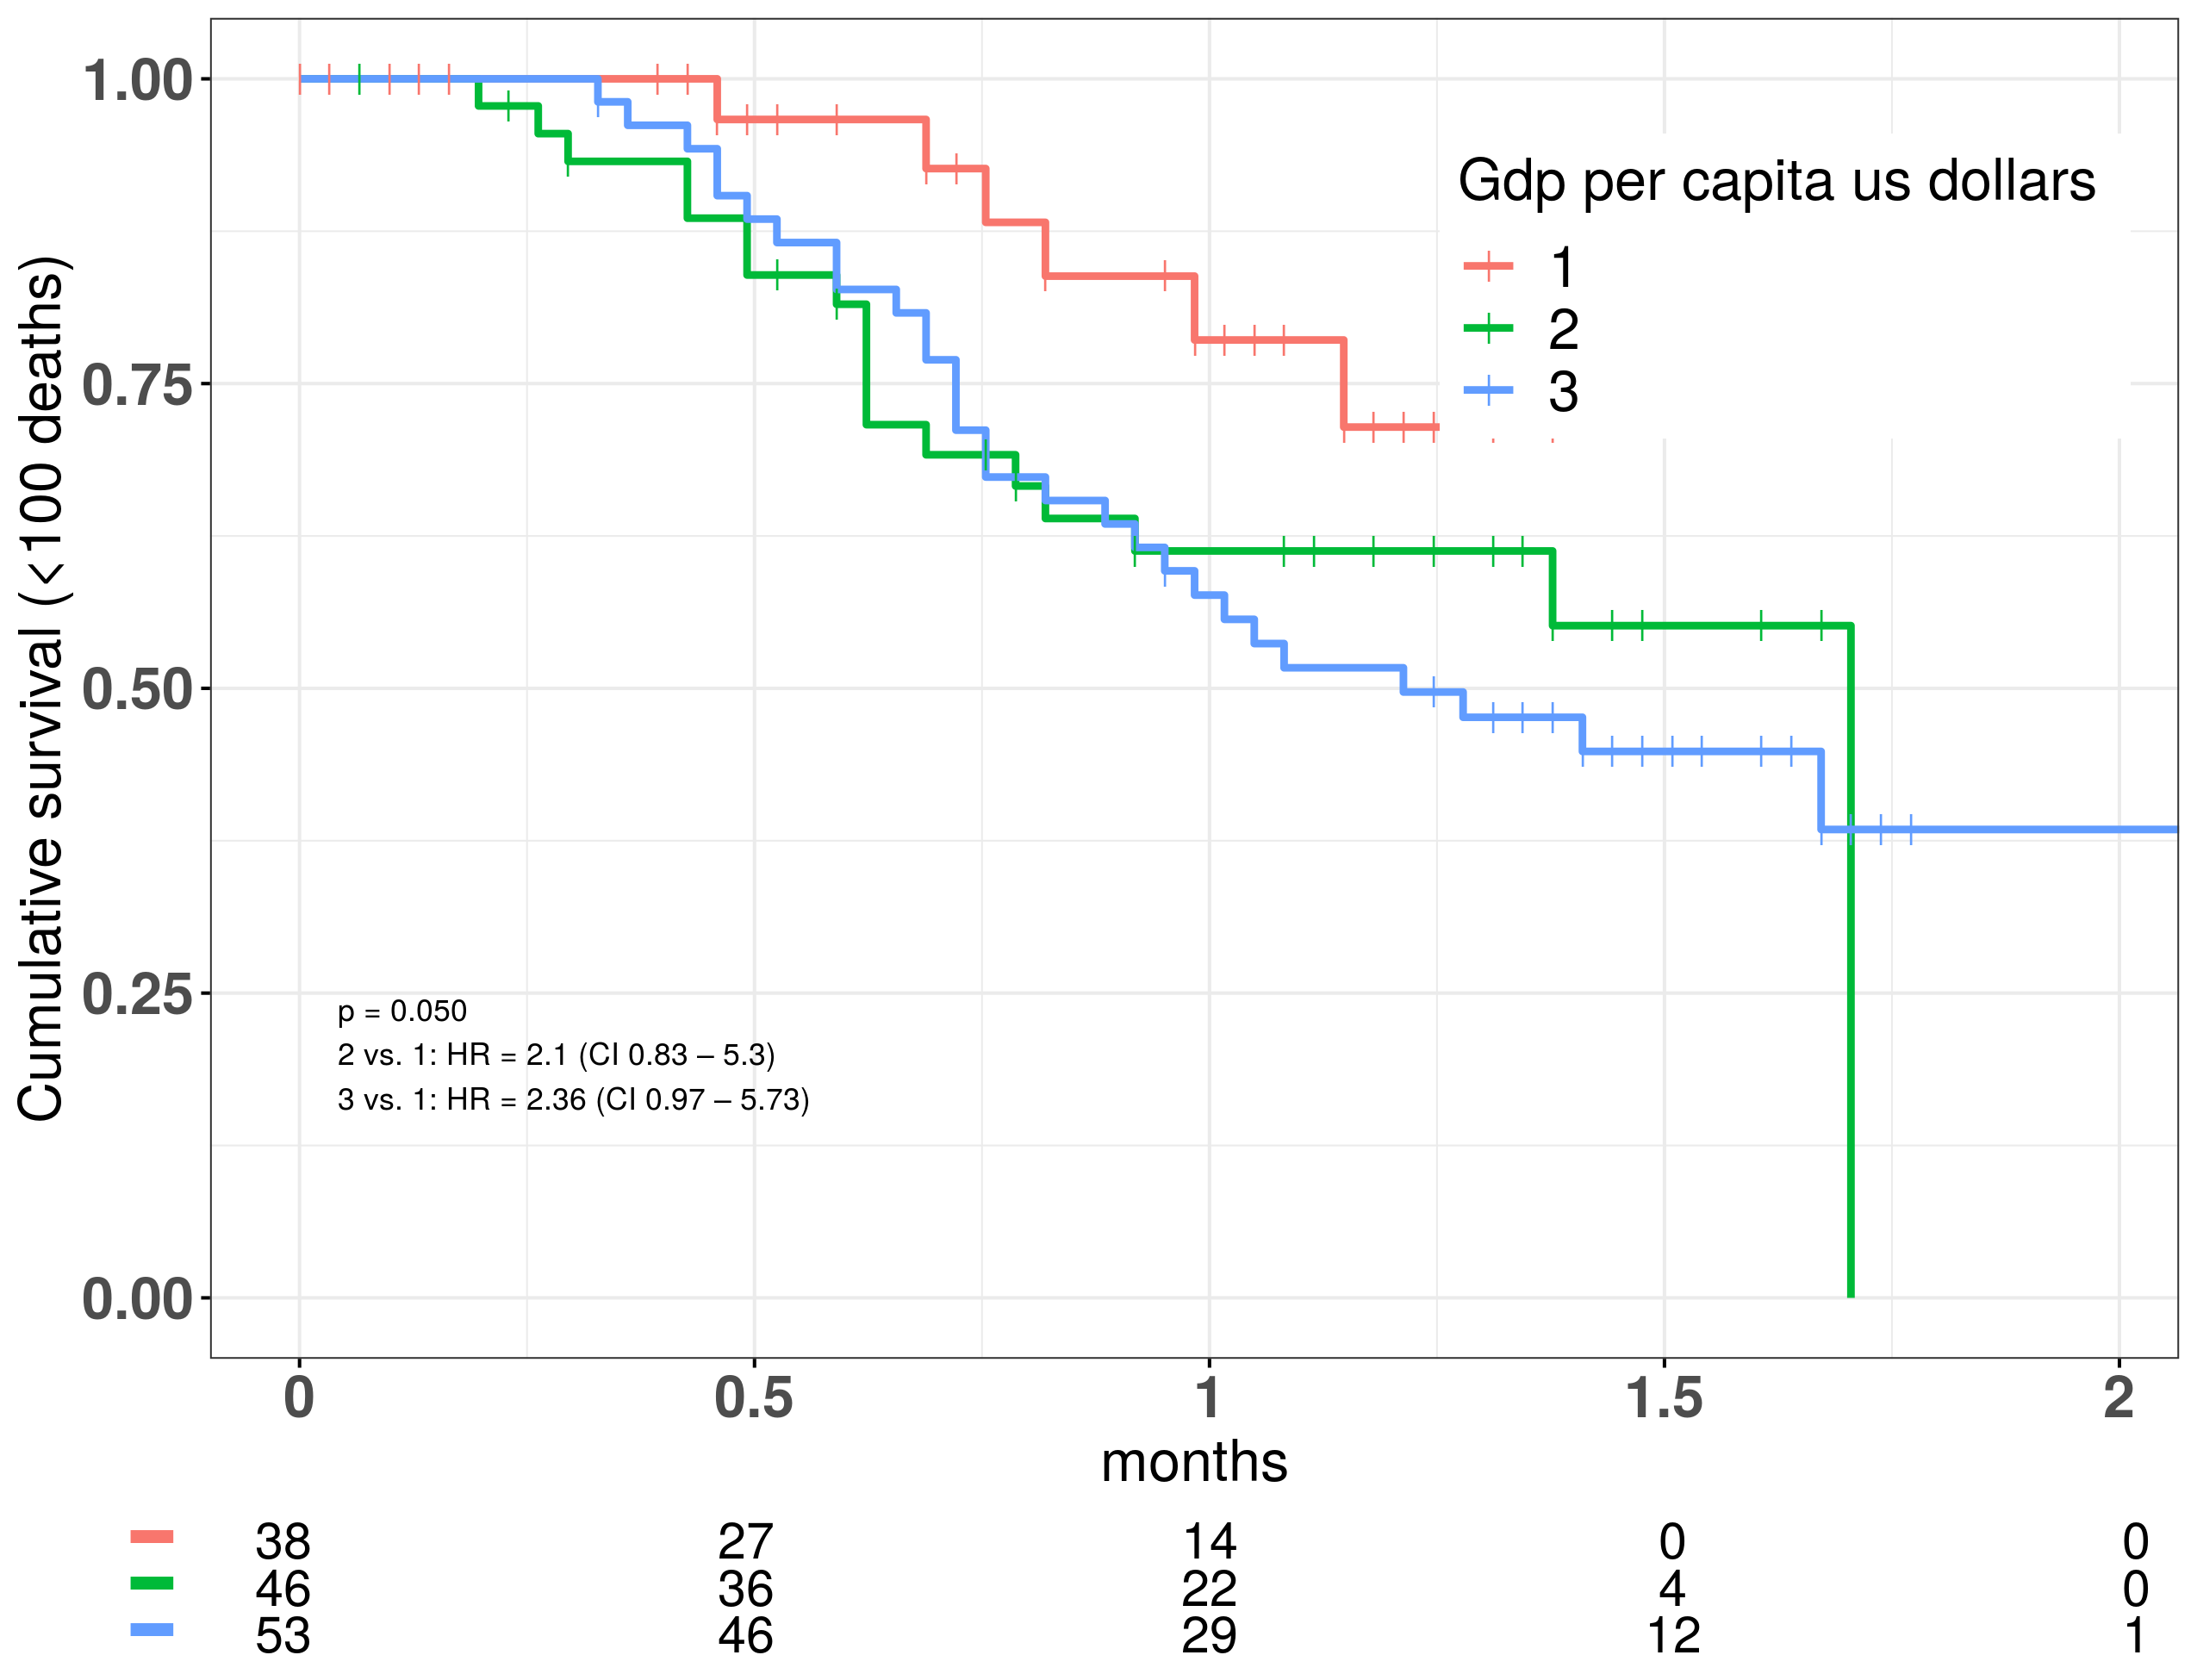 Cumulative survival (<100 deaths)
1.00
0.75
0.50
0.25
0.00
Gdp per capita us dollars
1
2
3
p = 0.050
2 vs. 1: HR = 2.1 (CI 0.83 – 5.3)
3 vs. 1: HR = 2.36 (CI 0.97 – 5.73)
0 0.5 1 1.5 2
months
38 27 14 0 0
46 36 22 4 0
53 46 29 12 1